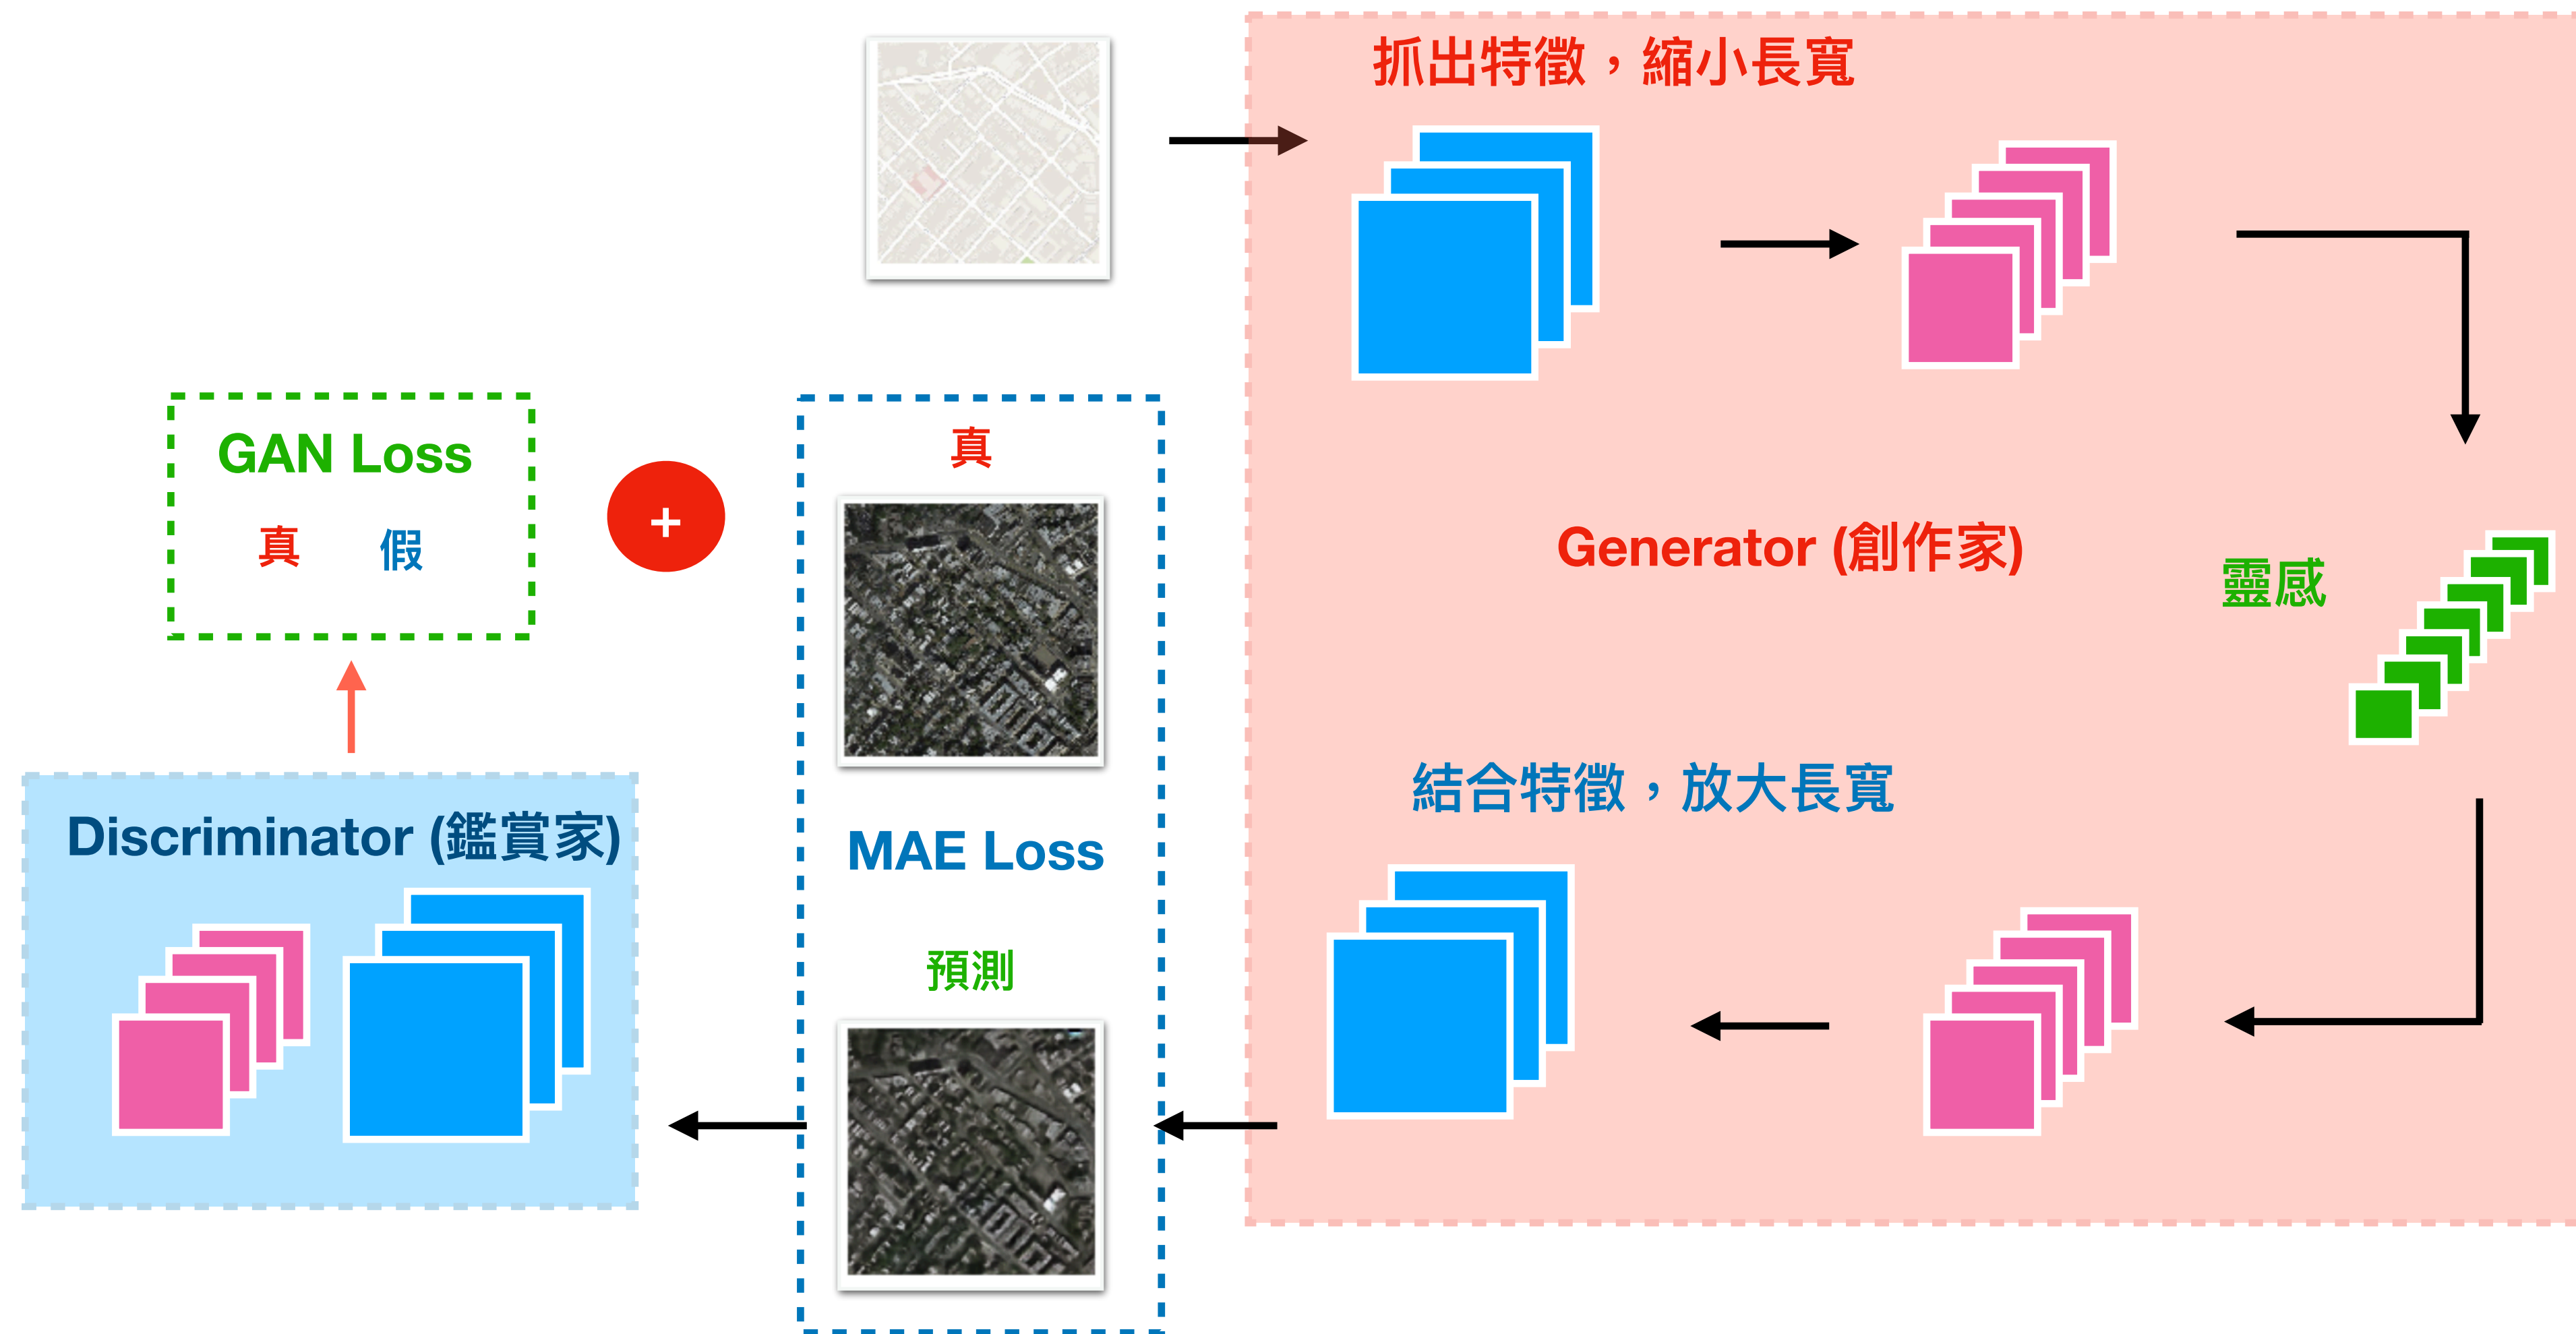 抓出特徵，縮小長寬
GAN Loss
真 假
+
真
Generator (創作家)
靈感
結合特徵，放大長寬
Discriminator (鑑賞家)
MAE Loss
預測